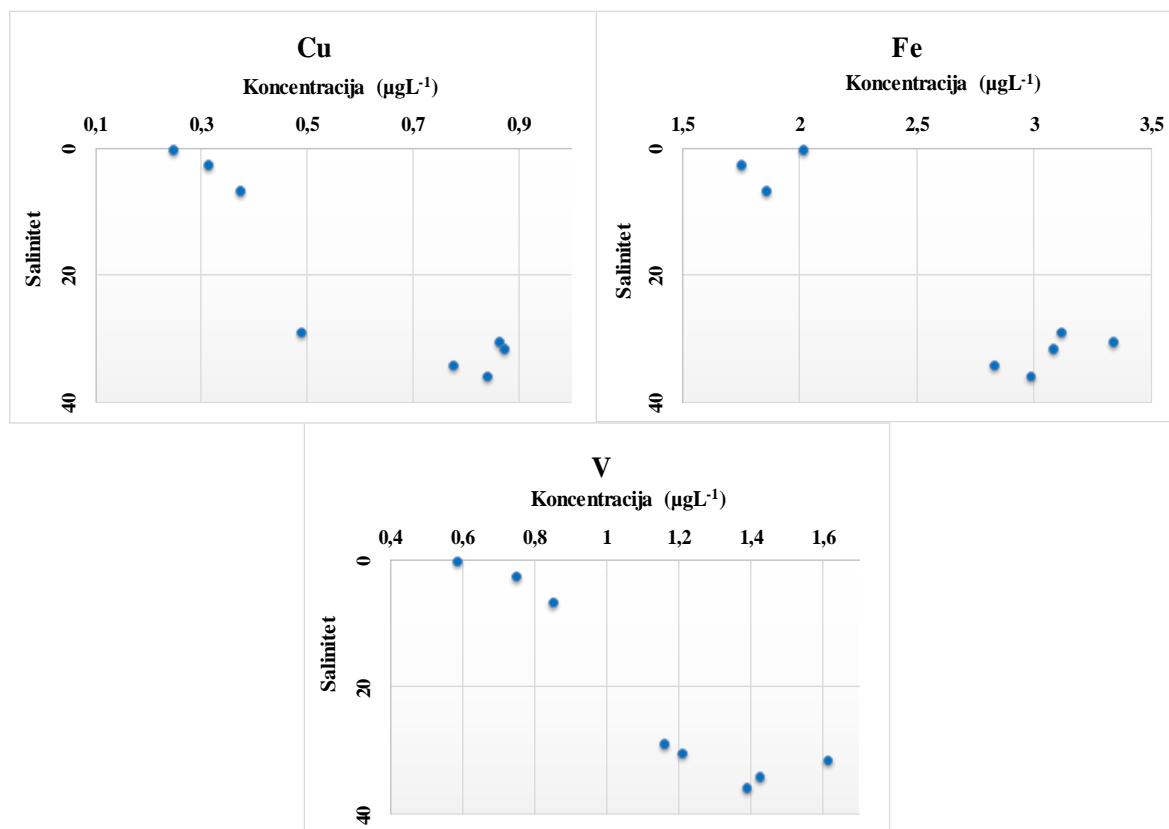 Cu
Koncentracija (µgL-1)
0,1 0,3 0,5 0,7 0,9
0
20
40
Salinitet
Fe
Koncentracija (µgL-1)
1,5 2 2,5 3 3,5
0
20
40
Salinitet
V
Koncentracija (µgL-1)
0,4 0,6 0,8 1 1,2 1,4 1,6
0
20
40
Salinitet